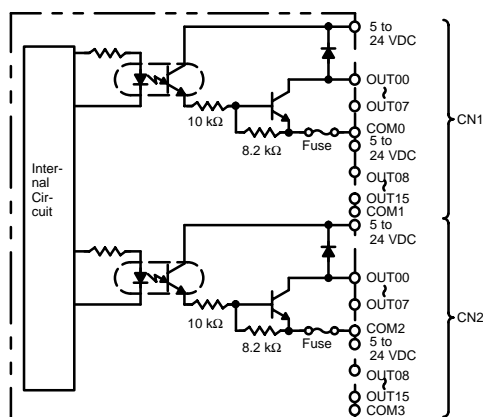 5 to
24 VDC
OUT00
OUT07
10 kΩ
COM0
CN1
8.2 kΩ
Fuse
5 to
24 VDC
Inter-
nal
Cir-
cuit
OUT08
OUT15
COM1
5 to
24 VDC
OUT00
OUT07
10 kΩ
COM2
CN2
8.2 kΩ
Fuse
5 to
24 VDC
OUT08
OUT15
COM3